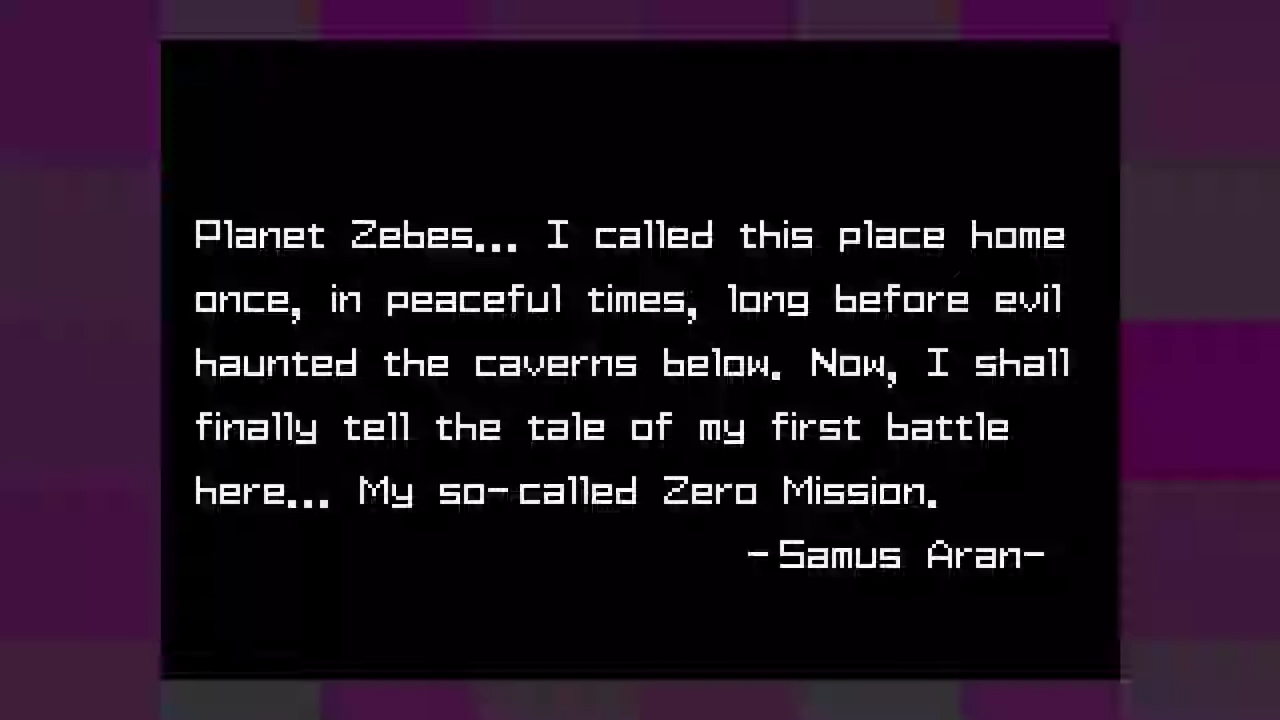 Planet Zebes... I called this place home
once, in peaceful times, long before evil
haunted the caverns below. Now, I shall
finally tell the tale of my first battle
here... My so-called Zero Mission.
-Samus Aran-